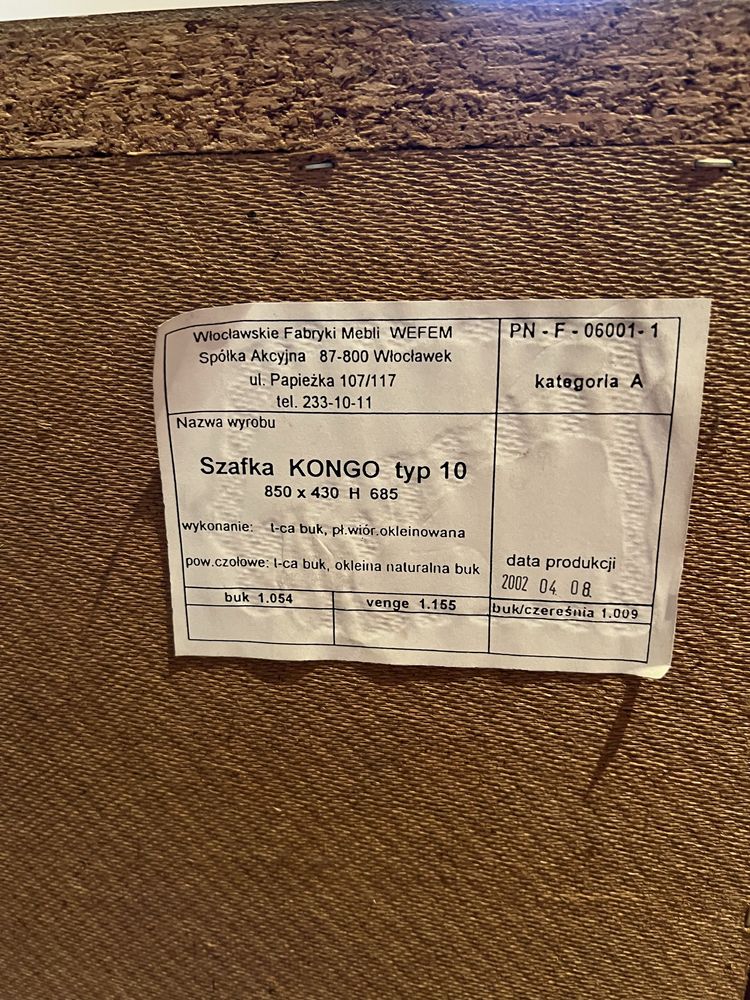 Włocławskie Fabryki Mebli WEFEM
Spólka Akcyjna 87-800 Włocławek
ul. Papieżka 107/117
tel. 233-10-11
PN - F - 06001- 1
kategoria A
Nazwa wyrobu
Szafka KONGO typ 10
850 x 430 H 685
wykonanie: t-ca buk, pł.wiór.okleinowana
pow.czołowe: t-ca buk, okleina naturalna buk
data produkcji
2002 04. 08.
buk 1.054
venge 1.155
buk/czereśnia 1.009